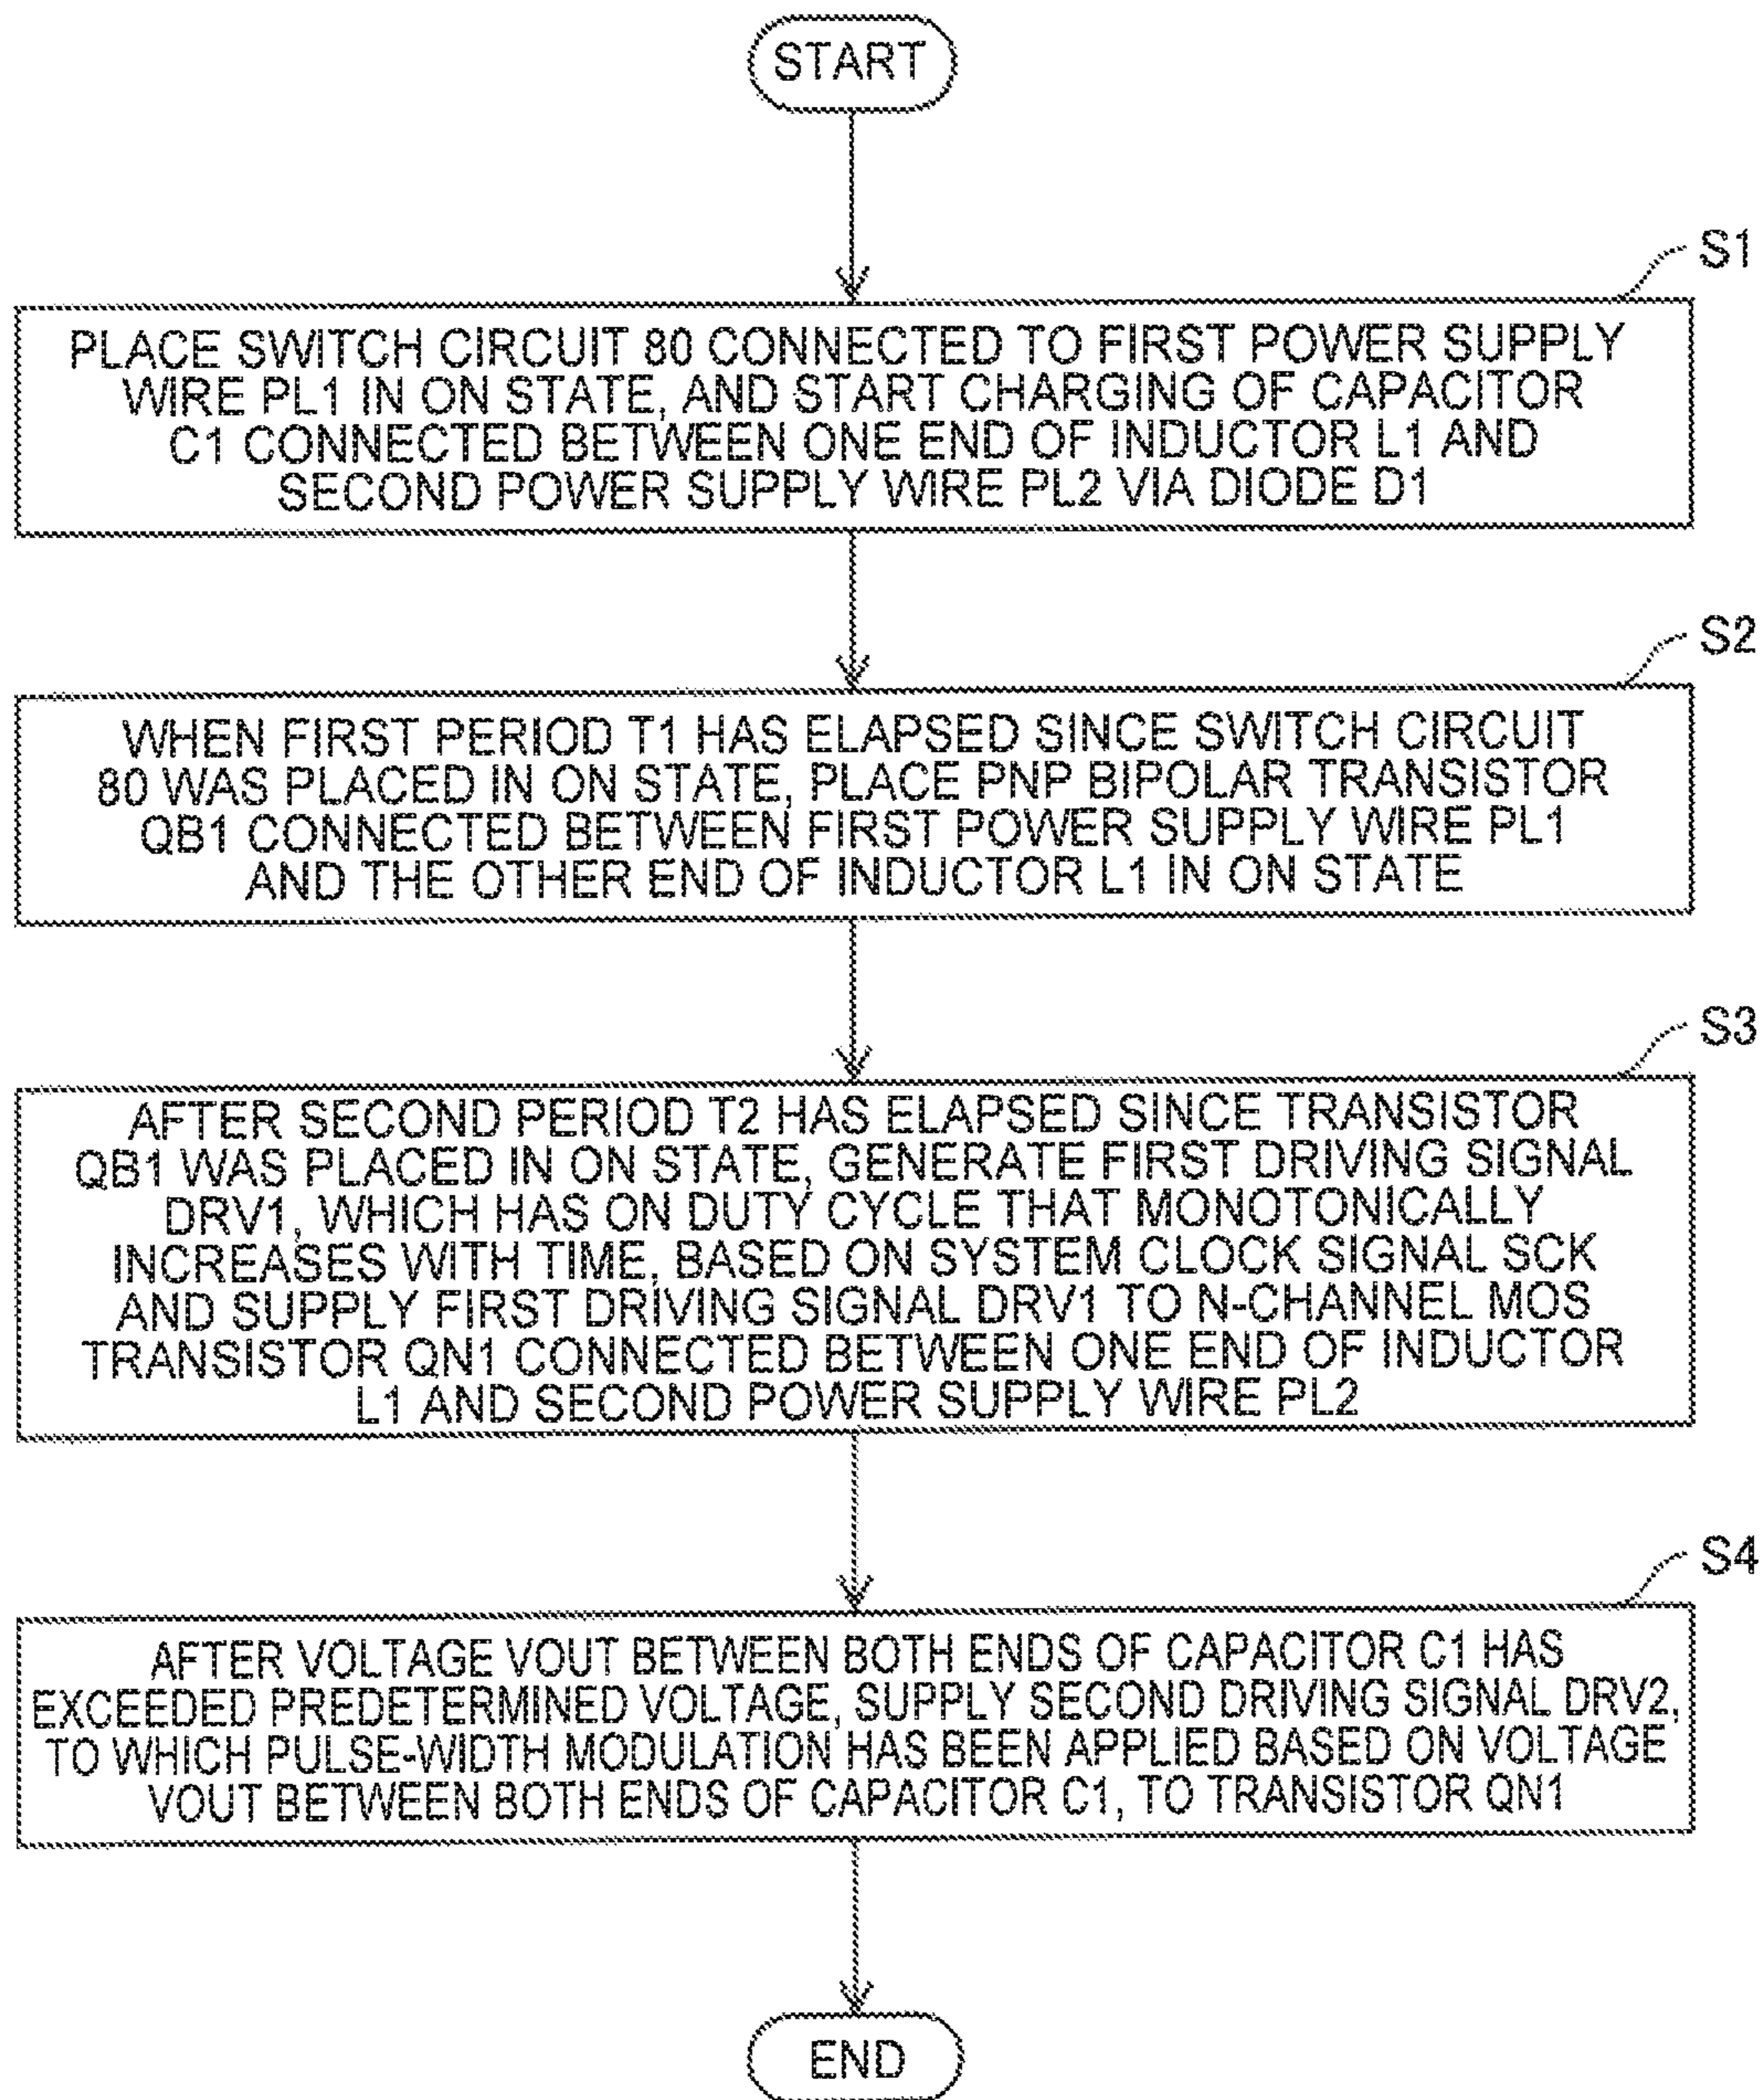 START
S1
PLACE SWITCH CIRCUIT 80 CONNECTED TO FIRST POWER SUPPLY
WIRE PL1 IN ON STATE, AND START CHARGING OF CAPACITOR
C1 CONNECTED BETWEEN ONE END OF INDUCTOR L1 AND
SECOND POWER SUPPLY WIRE PL2 VIA DIODE D1
S2
WHEN FIRST PERIOD T1 HAS ELAPSED SINCE SWITCH CIRCUIT
80 WAS PLACED IN ON STATE, PLACE PNP BIPOLAR TRANSISTOR
QB1 CONNECTED BETWEEN FIRST POWER SUPPLY WIRE PL1
AND THE OTHER END OF INDUCTOR L1 IN ON STATE
S3
AFTER SECOND PERIOD T2 HAS ELAPSED SINCE TRANSISTOR
QB1 WAS PLACED IN ON STATE, GENERATE FIRST DRIVING SIGNAL
DRV1, WHICH HAS ON DUTY CYCLE THAT MONOTONICALLY
INCREASES WITH TIME, BASED ON SYSTEM CLOCK SIGNAL SCK
AND SUPPLY FIRST DRIVING SIGNAL DRV1 TO N-CHANNEL MOS
TRANSISTOR QN1 CONNECTED BETWEEN ONE END OF INDUCTOR
L1 AND SECOND POWER SUPPLY WIRE PL2
S4
AFTER VOLTAGE VOUT BETWEEN BOTH ENDS OF CAPACITOR C1 HAS
EXCEEDED PREDETERMINED VOLTAGE, SUPPLY SECOND DRIVING SIGNAL DRV2,
TO WHICH PULSE-WIDTH MODULATION HAS BEEN APPLIED BASED ON VOLTAGE
VOUT BETWEEN BOTH ENDS OF CAPACITOR C1, TO TRANSISTOR QN1
END